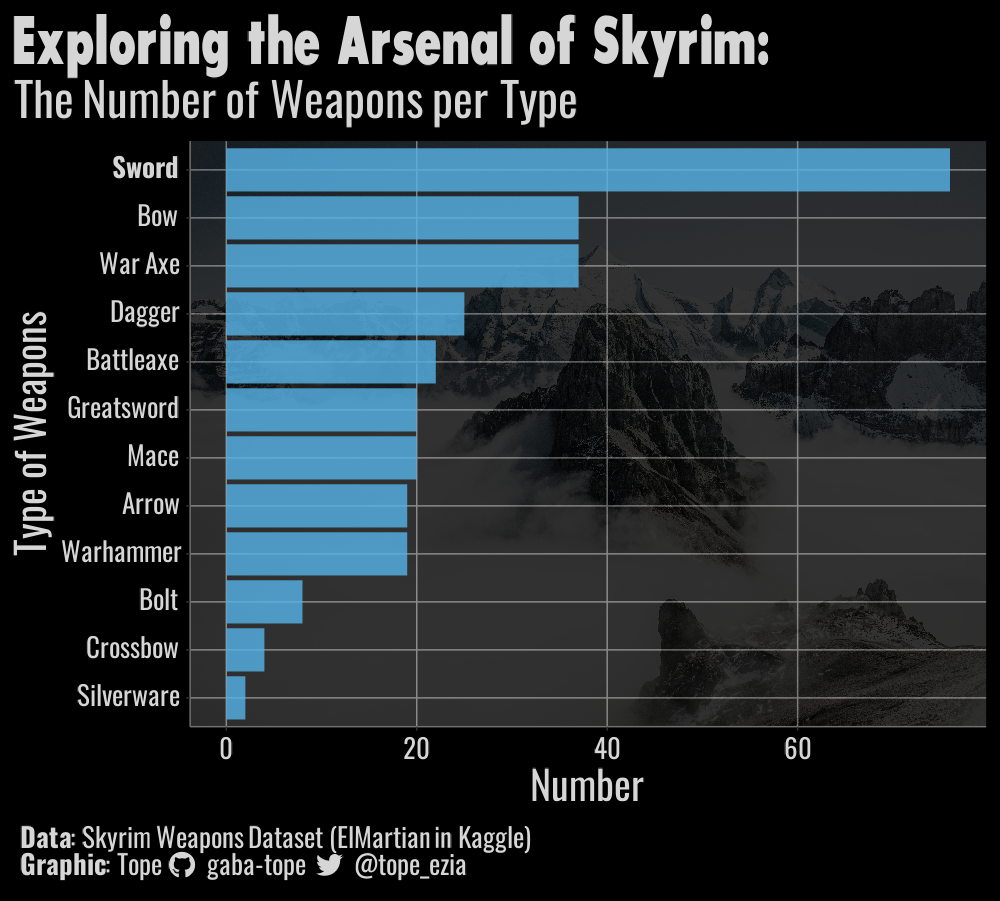 Exploring the Arsenal of Skyrim:
The Number of Weapons per Type
Type of Weapons
Sword
Bow
War Axe
Dagger
Battleaxe
Greatsword
Mace
Arrow
Warhammer
Bolt
Crossbow
Silverware
0 20 40 60
Number
Data: Skyrim Weapons Dataset (ElMartian in Kaggle)
Graphic: Tope gaba-tope @tope_ezia